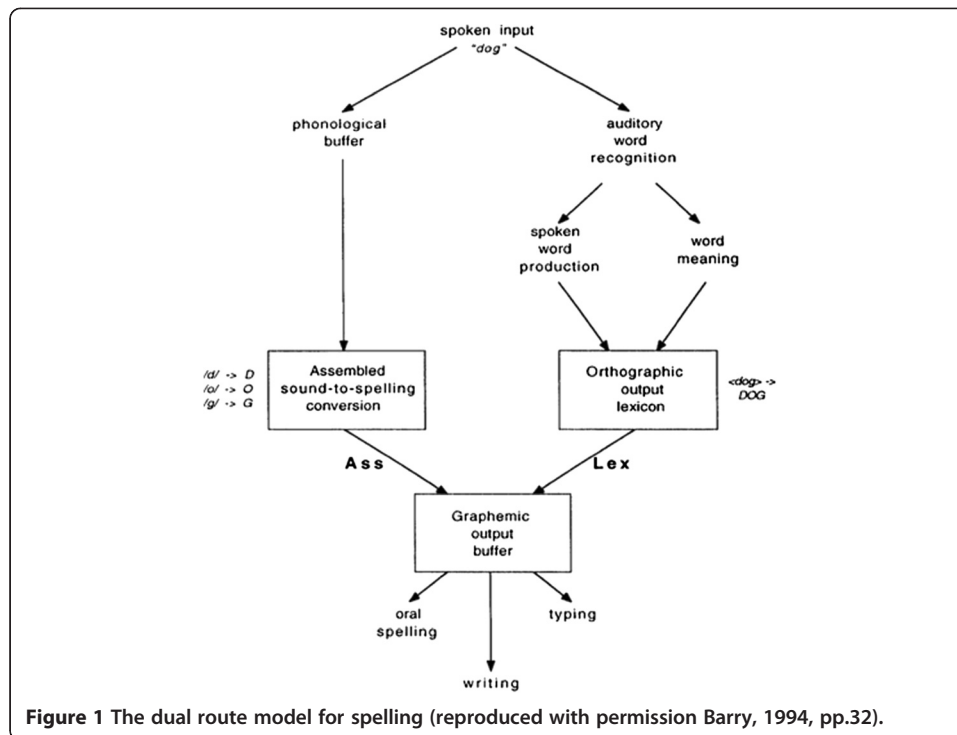 spoken input
"dog"
phonological
buffer
auditory
word
recognition
spoken
word
production
word
meaning
/d/ -> D
/o/ -> O
/g/ -> G
Assembled
sound-to-spelling
conversion
Orthographic
output
lexicon
<dog> ->
DOG
Ass
Lex
Graphemic
output
buffer
oral
spelling
typing
writing
Figure 1 The dual route model for spelling (reproduced with permission Barry, 1994, pp.32).